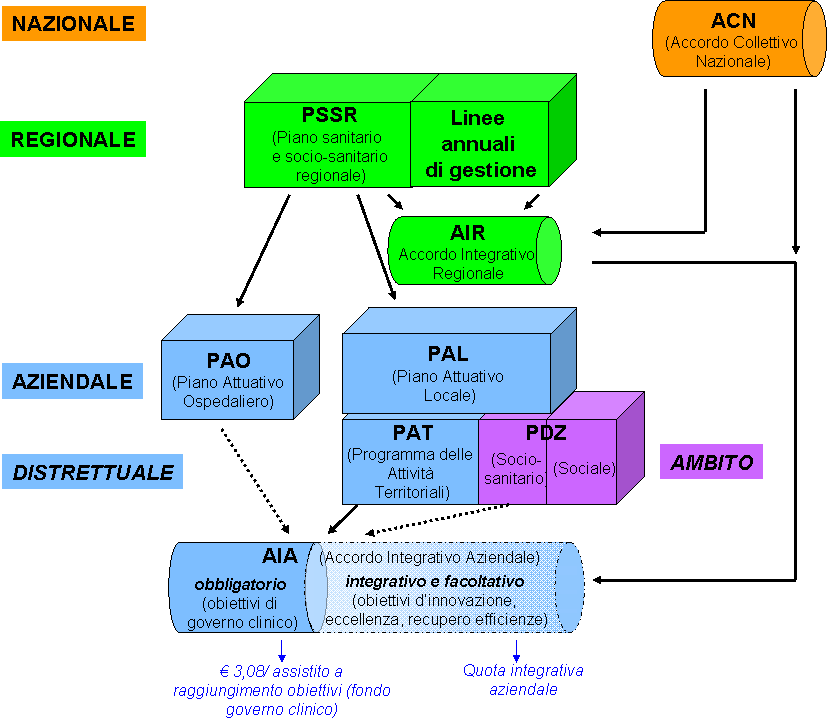 NAZIONALE
ACN
(Accordo Collettivo
Nazionale)
REGIONALE
PSSR
(Piano sanitario
e socio-sanitario
regionale)
Linee
annuali
di gestione
AIR
Accordo Integrativo
Regionale
AZIENDALE
PAO
(Piano Attuativo
Ospedaliero)
PAL
(Piano Attuativo
Locale)
DISTRETTUALE
PAT
(Programma delle
Attività
Territoriali)
PDZ
(Socio-
sanitario)
(Sociale)
AMBITO
AIA (Accordo Integrativo Aziendale)
obbligatorio
(obiettivi di
governo clinico)
integrativo e facoltativo
(obiettivi d'innovazione,
eccellenza, recupero efficienze)
€ 3,08/ assistito a
raggiungimento obiettivi (fondo
governo clinico)
Quota integrativa
aziendale